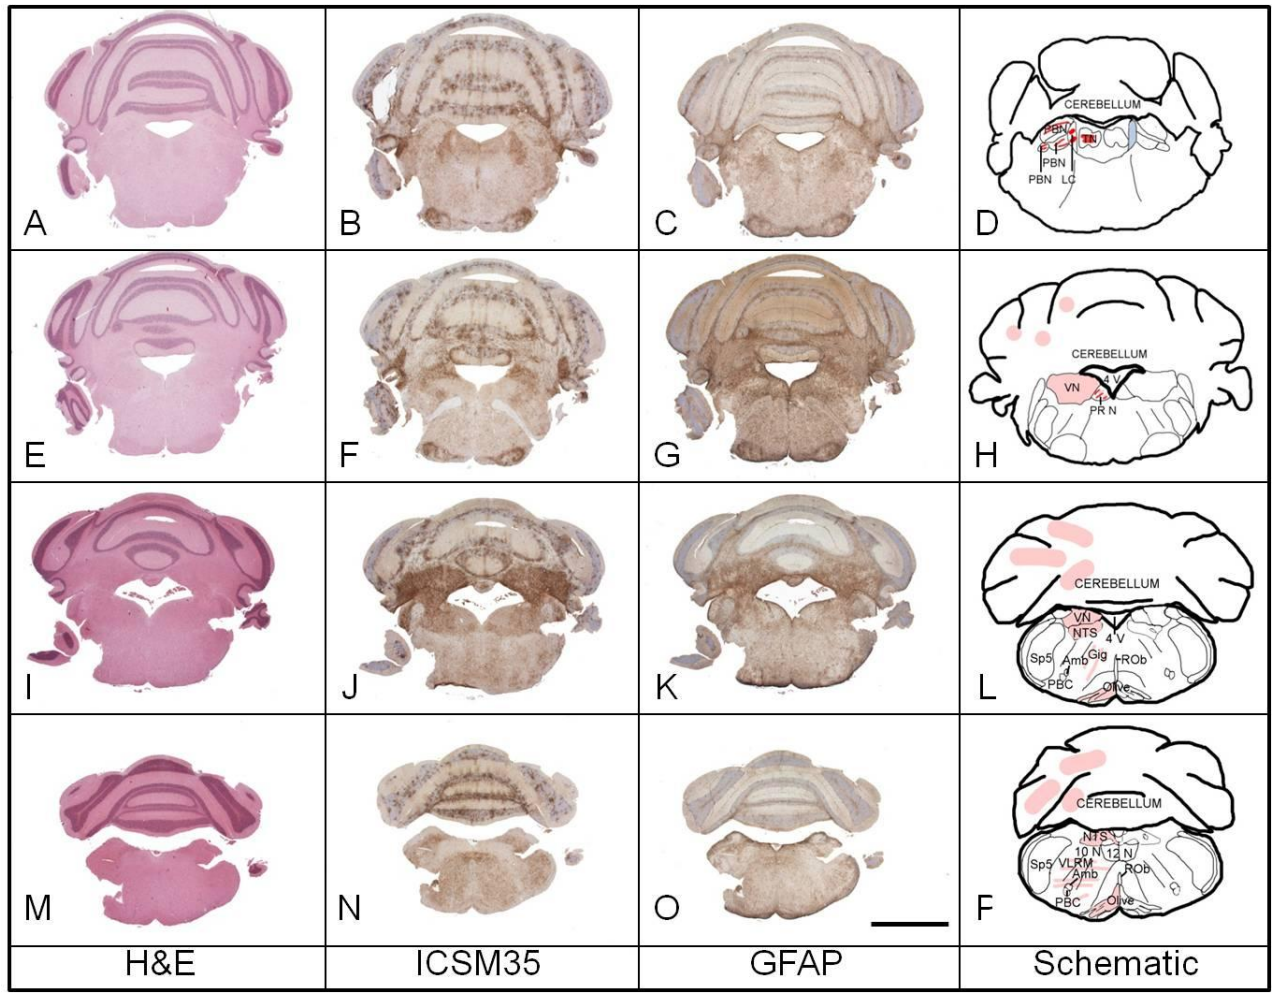 A
B
C
D
CEREBELLUM
PBN
TN
PBN
PBN LC
E
F
G
H
CEREBELLUM
4 V
VN
PR N
I
J
K
L
CEREBELLUM
VN
NTS
4 V
Sp5 Amb Gig ROb
PBC
Olive
M
N
O
F
CEREBELLUM
NTS
10 N 12 N
Sp5 VLRM ROb
Amb
PBC
Olive
H&E
ICSM35
GFAP
Schematic